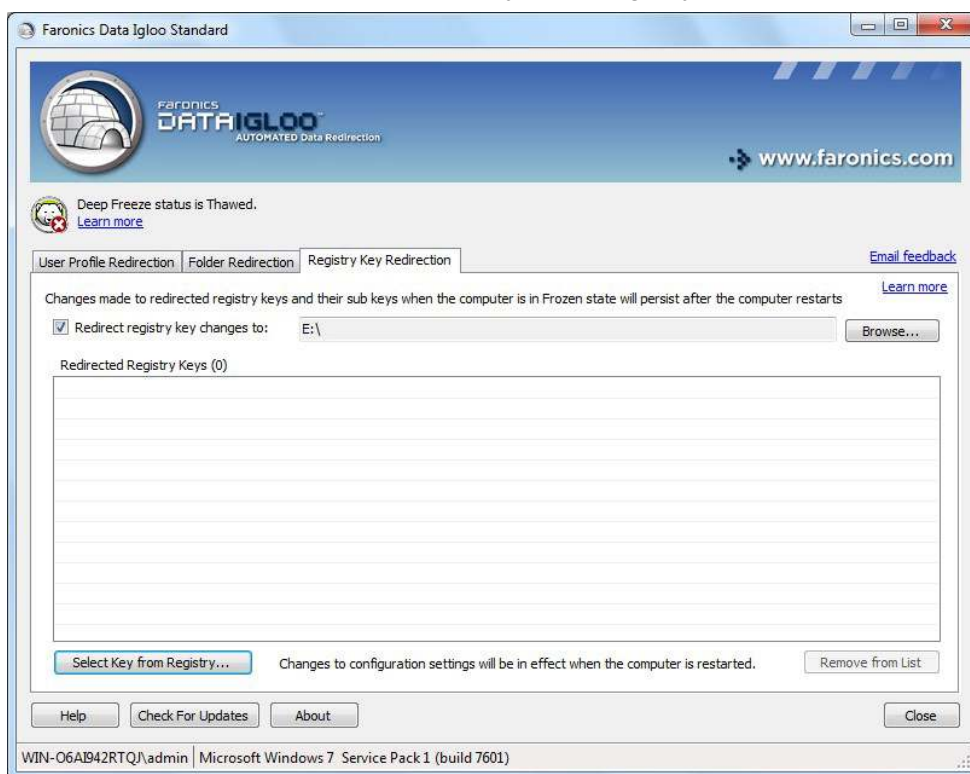 Faronics Data Igloo Standard
FARONICS
DATA IGLOO
AUTOMATED Data Redirection
www.faronics.com
Deep Freeze status is Thawed.
Learn more
User Profile Redirection Folder Redirection Registry Key Redirection Email feedback
Learn more
Changes made to redirected registry keys and their sub keys when the computer is in Frozen state will persist after the computer restarts
Redirect registry key changes to: E:\ Browse...
Redirected Registry Keys (0)
Select Key from Registry... Changes to configuration settings will be in effect when the computer is restarted. Remove from List
Help Check For Updates About Close
WIN-O6AI942RTQJ\admin Microsoft Windows 7 Service Pack 1 (build 7601)